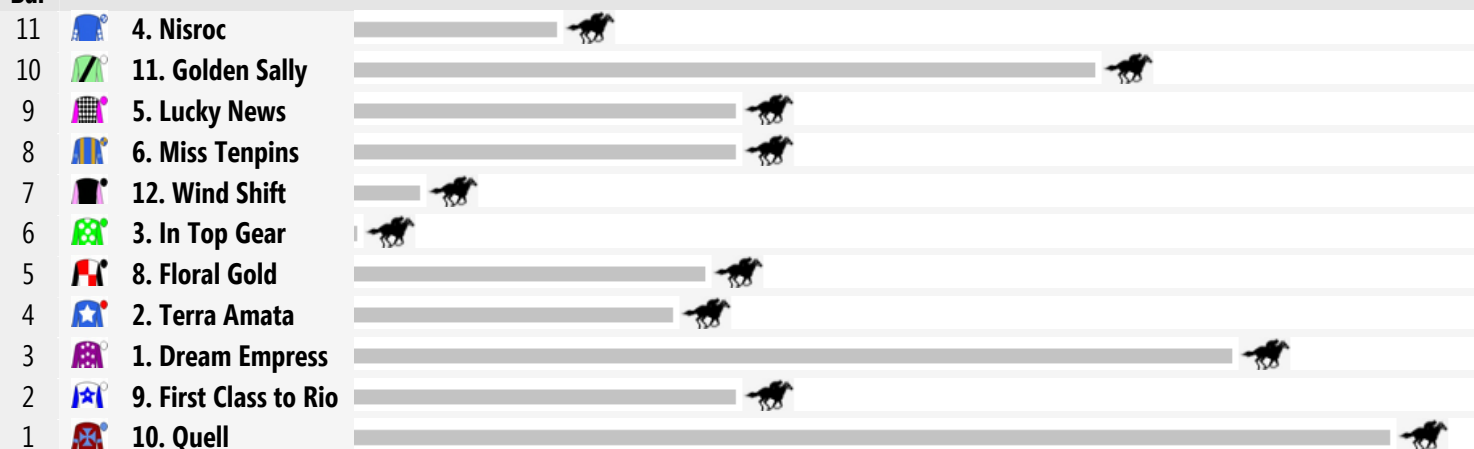 Bar
11 4. Nisroc
10 11. Golden Sally
9 5. Lucky News
8 6. Miss Tenpins
7 12. Wind Shift
6 3. In Top Gear
5 8. Floral Gold
4 2. Terra Amata
3 1. Dream Empress
2 9. First Class to Rio
1 10. Quell